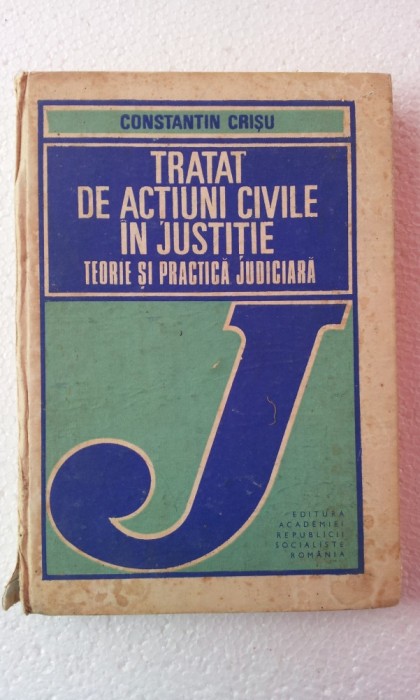 CONSTANTIN CRIȘU
TRATAT
DE ACȚIUNI CIVILE
ÎN JUSTIȚIE
TEORIE ȘI PRACTICĂ JUDICIARĂ
J
EDITURA
ACADEMIEI
REPUBLICII
SOCIALISTE
ROMÂNIA